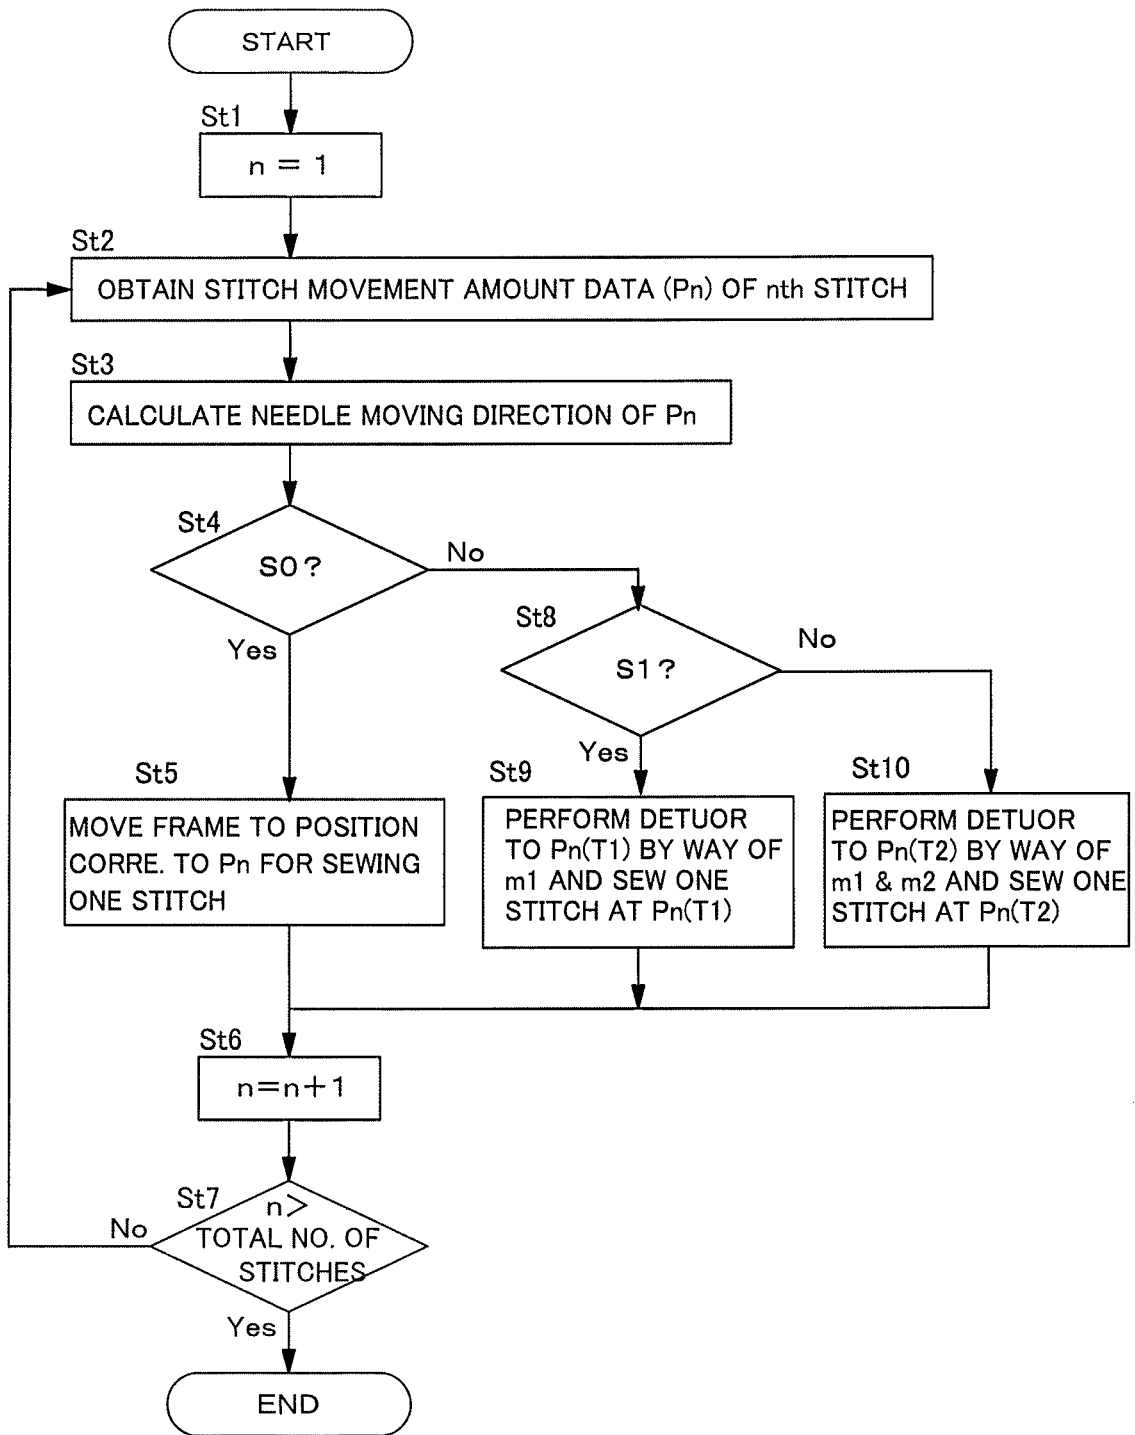 START
St1
n = 1
St2
OBTAIN STITCH MOVEMENT AMOUNT DATA (Pn) OF nth STITCH
St3
CALCULATE NEEDLE MOVING DIRECTION OF Pn
St4
S0?
No
Yes
St8
S1?
No
Yes
St5
MOVE FRAME TO POSITION
CORRE. TO Pn FOR SEWING
ONE STITCH
St9
PERFORM DETUOR
TO Pn(T1) BY WAY OF
m1 AND SEW ONE
STITCH AT Pn(T1)
St10
PERFORM DETUOR
TO Pn(T2) BY WAY OF
m1 & m2 AND SEW ONE
STITCH AT Pn(T2)
St6
n=n+1
St7
n>
TOTAL NO. OF
STITCHES
No
Yes
END